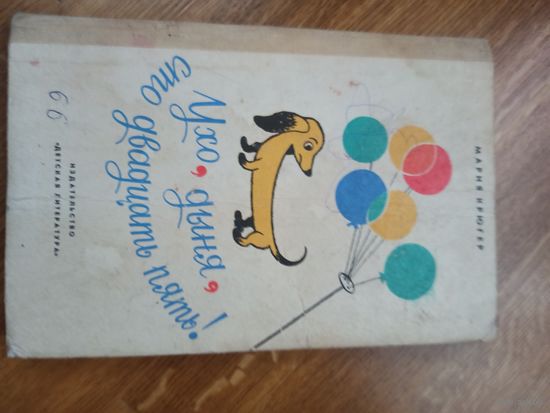 МАРИЯ КРЮГЕР
Ухо, дыня,
сто двадцать пять!
66
ИЗДАТЕЛЬСТВО
«ДЕТСКАЯ ЛИТЕРАТУРА»